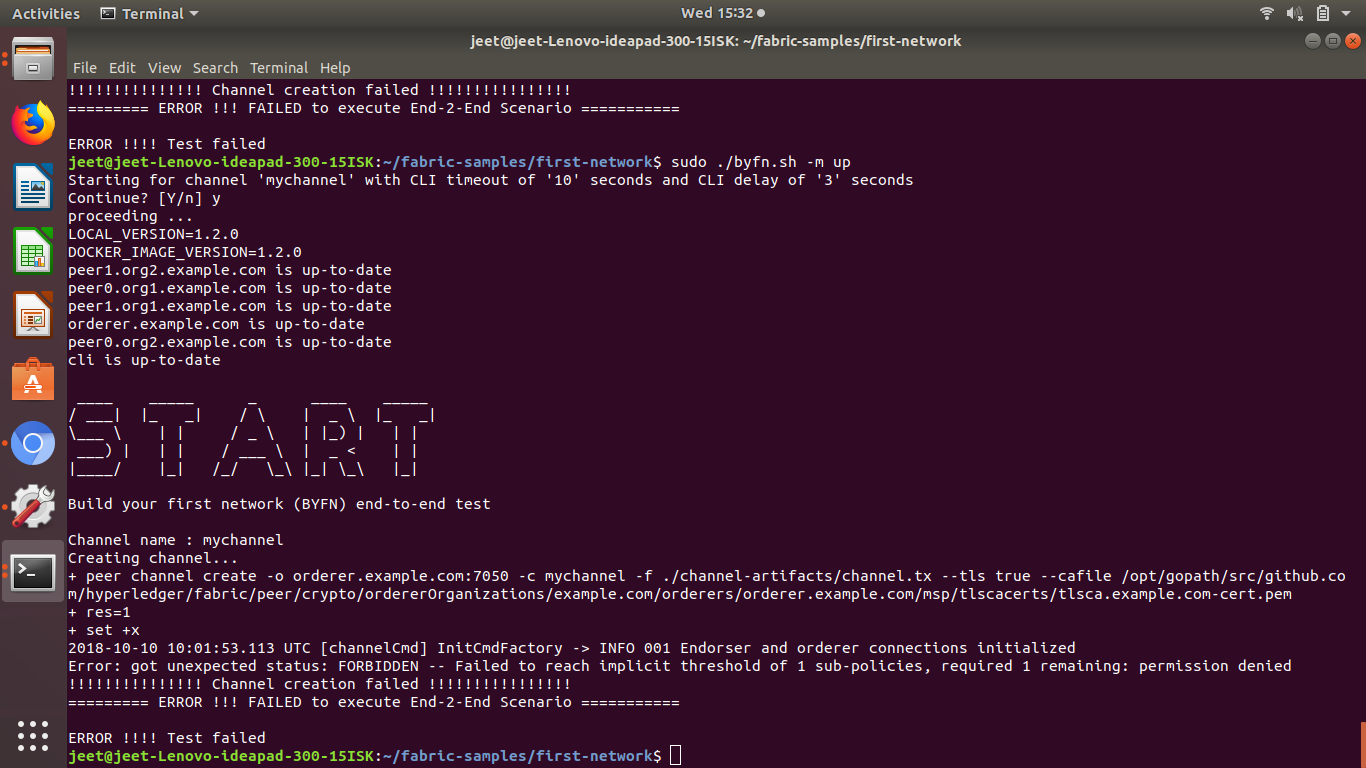 Activities Terminal Wed 15:32
jeet@jeet-Lenovo-ideapad-300-15ISK: ~/fabric-samples/first-network
File Edit View Search Terminal Help
!!!!!!!!!!!!!!! Channel creation failed !!!!!!!!!!!!!!!!
========= ERROR !!! FAILED to execute End-2-End Scenario ===========
ERROR !!!! Test failed
jeet@jeet-Lenovo-ideapad-300-15ISK:~/fabric-samples/first-network$ sudo ./byfn.sh -m up
Starting for channel 'mychannel' with CLI timeout of '10' seconds and CLI delay of '3' seconds
Continue? [Y/n] y
proceeding ...
LOCAL_VERSION=1.2.0
DOCKER_IMAGE_VERSION=1.2.0
peer1.org2.example.com is up-to-date
peer0.org1.example.com is up-to-date
peer1.org1.example.com is up-to-date
orderer.example.com is up-to-date
peer0.org2.example.com is up-to-date
cli is up-to-date
START
Build your first network (BYFN) end-to-end test
Channel name : mychannel
Creating channel...
+ peer channel create -o orderer.example.com:7050 -c mychannel -f ./channel-artifacts/channel.tx --tls true --cafile /opt/gopath/src/github.co
m/hyperledger/fabric/peer/crypto/ordererOrganizations/example.com/orderers/orderer.example.com/msp/tlscacerts/tlsca.example.com-cert.pem
+ res=1
+ set +x
2018-10-10 10:01:53.113 UTC [channelCmd] InitCmdFactory -> INFO 001 Endorser and orderer connections initialized
Error: got unexpected status: FORBIDDEN -- Failed to reach implicit threshold of 1 sub-policies, required 1 remaining: permission denied
!!!!!!!!!!!!!!! Channel creation failed !!!!!!!!!!!!!!!!
========= ERROR !!! FAILED to execute End-2-End Scenario ===========
ERROR !!!! Test failed
jeet@jeet-Lenovo-ideapad-300-15ISK:~/fabric-samples/first-network$